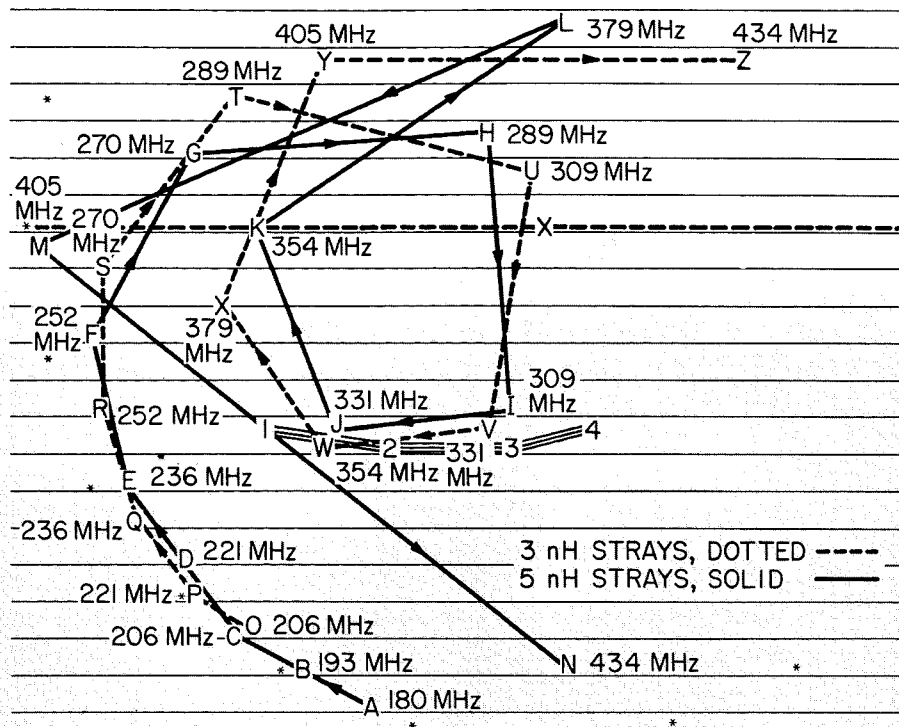 L 379 MHz
405 MHz
Y
434 MHz
Z
289 MHz
T
270 MHz
G
H 289 MHz
U 309 MHz
405
MHz
M
270
MHz
S
K
354 MHz
X
X
379
MHz
252
MHz
F
R
252 MHz
331 MHz
J
I
309
MHz
1
W
2
V
3
4
354 MHz
331
MHz
E 236 MHz
236 MHz
Q
D
221 MHz
3 nH STRAYS, DOTTED
5 nH STRAYS, SOLID
221 MHz
P
O 206 MHz
206 MHz
C
B 193 MHz
N 434 MHz
A 180 MHz